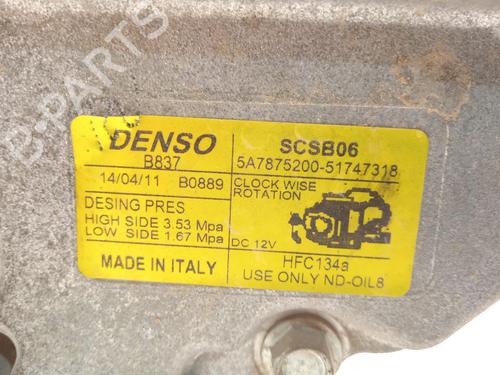 DENSO
B837
14/04/11 B0889
DESING PRES
HIGH SIDE 3.53 Mpa
LOW SIDE 1.67 Mpa
MADE IN ITALY
SCSB06
5A7875200-51747318
CLOCK WISE
ROTATION
DC 12V
HFC134a
USE ONLY ND-OIL8
B-PARTS